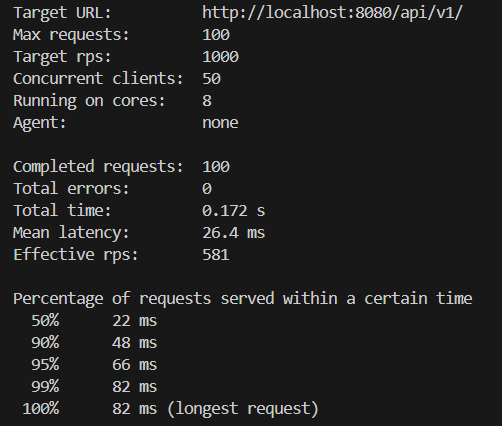 Target URL: http://localhost:8080/api/v1/
Max requests: 100
Target rps: 1000
Concurrent clients: 50
Running on cores: 8
Agent: none
Completed requests: 100
Total errors: 0
Total time: 0.172 s
Mean latency: 26.4 ms
Effective rps: 581
Percentage of requests served within a certain time
50% 22 ms
90% 48 ms
95% 66 ms
99% 82 ms
100% 82 ms (longest request)